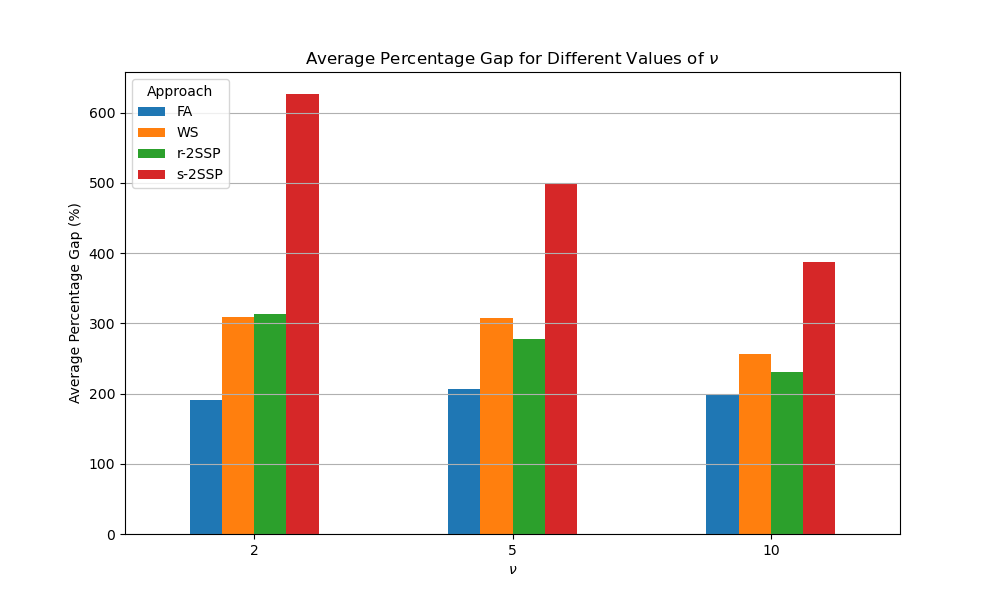 Average Percentage Gap for Different Values of ν
Approach
FA
WS
r-2SSP
s-2SSP
Average Percentage Gap (%)
600
500
400
300
200
100
0
2 5 10
ν